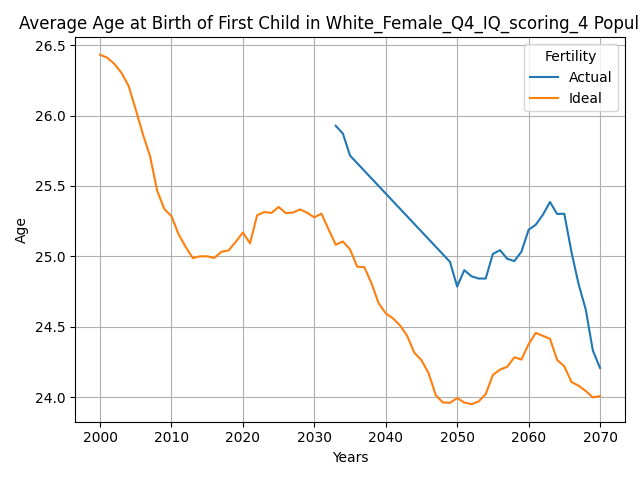 Average Age at Birth of First Child in White_Female_Q4_IQ_scoring_4 Popul
26.5
26.0
25.5
25.0
24.5
24.0
Age
Fertility
Actual
Ideal
2000 2010 2020 2030 2040 2050 2060 2070
Years